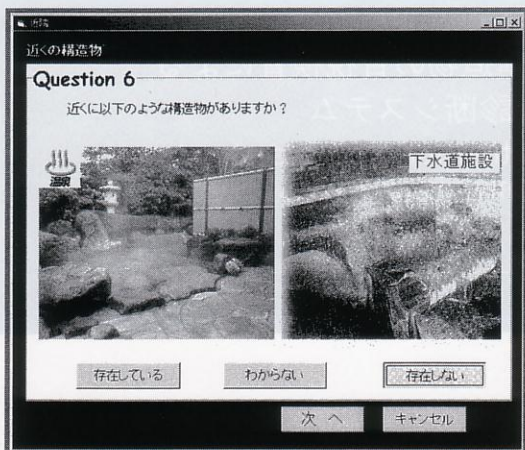 近くの構造物
Question 6
近くに以下のような構造物がありますか？
下水道施設
存在している
わからない
存在しない
次 へ
キャンセル